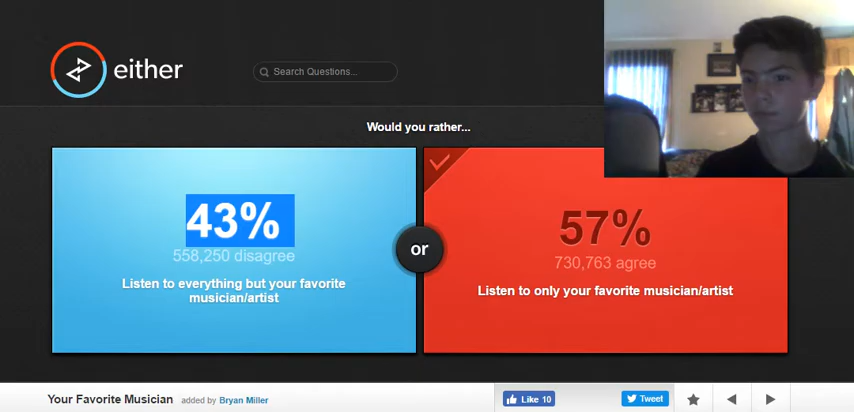 either
Search Questions...
Would you rather...
43%
558,250 disagree
Listen to everything but your favorite
musician/artist
or
57%
730,763 agree
Listen to only your favorite musician/artist
Your Favorite Musician added by Bryan Miller
Like 10
Tweet